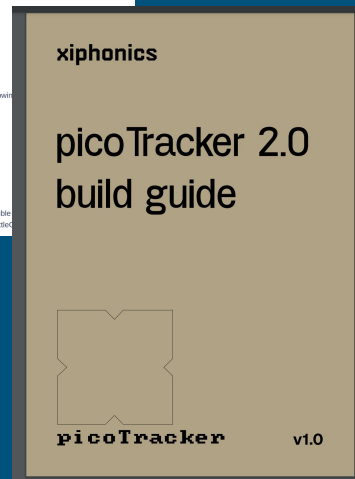 xiphonics
picoTracker 2.0
build guide
picoTracker
v1.0